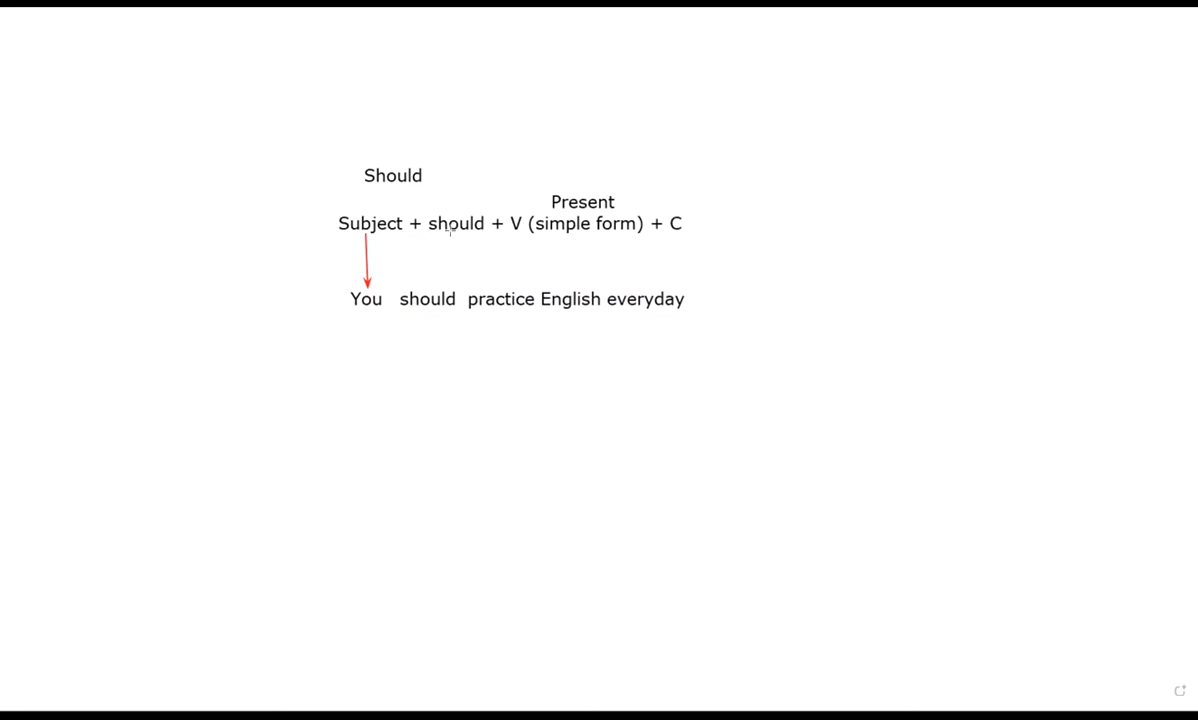 Should
Present
Subject + should + V (simple form) + C
You should practice English everyday